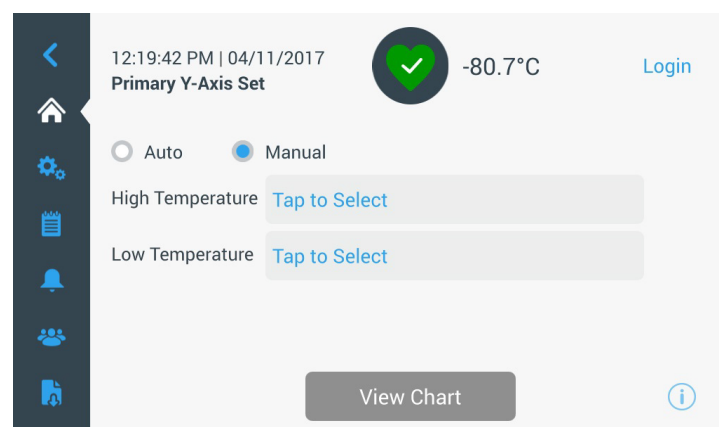 12:19:42 PM | 04/11/2017
Primary Y-Axis Set
-80.7°C
Login
Auto
Manual
High Temperature
Tap to Select
Low Temperature
Tap to Select
View Chart
i